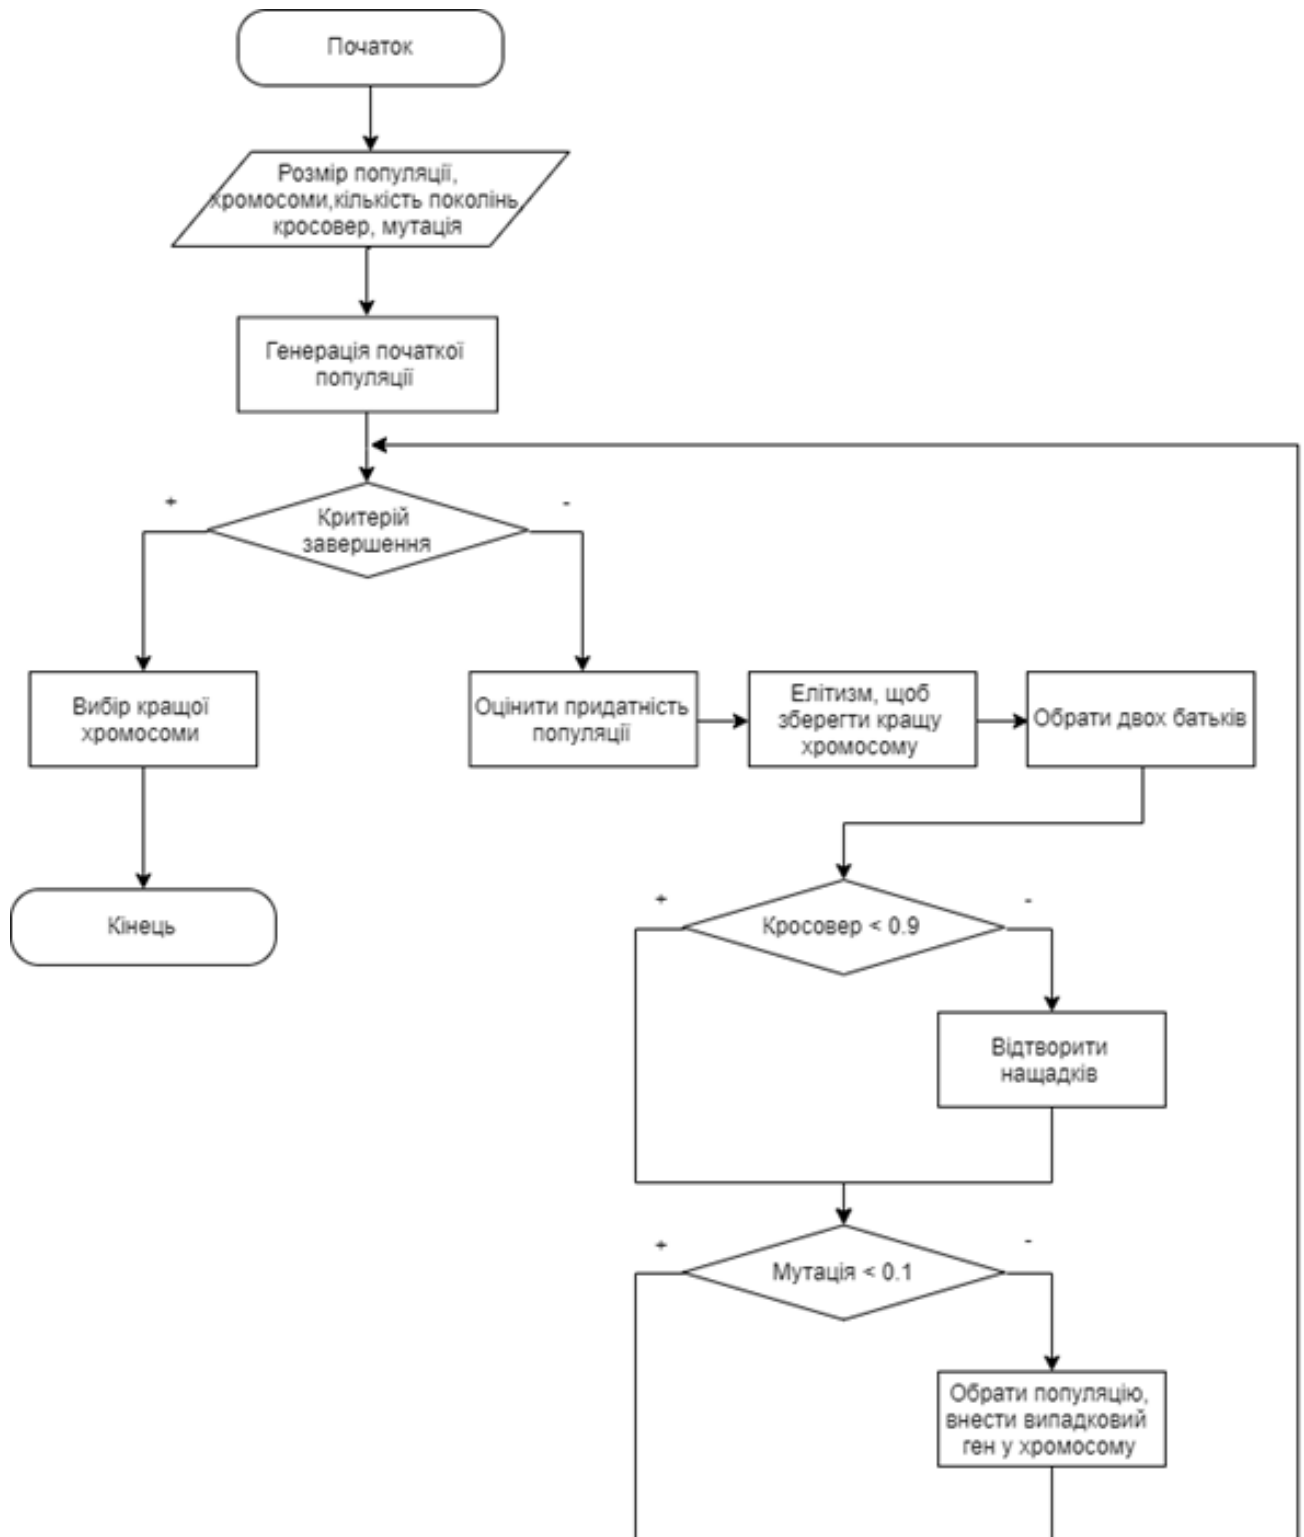 Початок
Розмір популяції,
хромосоми,кількість поколінь
кросовер, мутація
Генерація початкої
популяції
+
-
Критерій
завершення
Вибір кращої
хромосоми
Оцінити придатність
популяції
Елітизм, щоб
зберегти кращу
хромосому
Обрати двох батьків
Кінець
+
-
Кросовер < 0.9
Відтворити
нащадків
+
-
Мутація < 0.1
Обрати популяцію,
внести випадковий
ген у хромосому